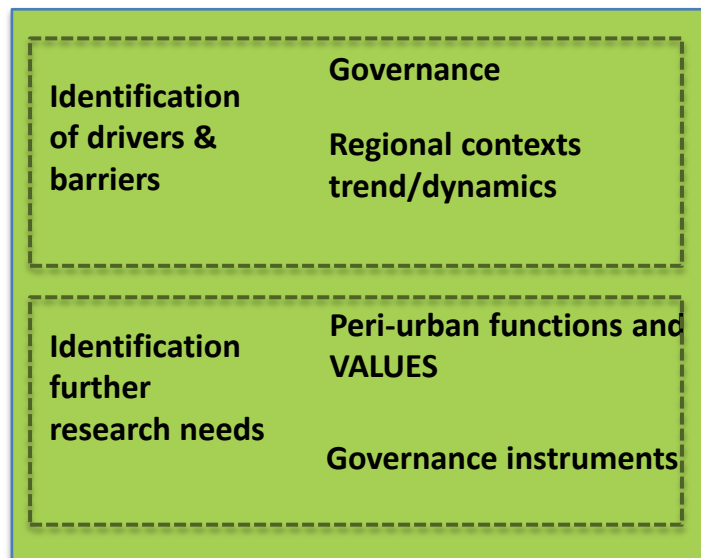 Identification
of drivers &
barriers
Governance
Regional contexts
trend/dynamics
Identification
further
research needs
Peri-urban functions and
VALUES
Governance instruments